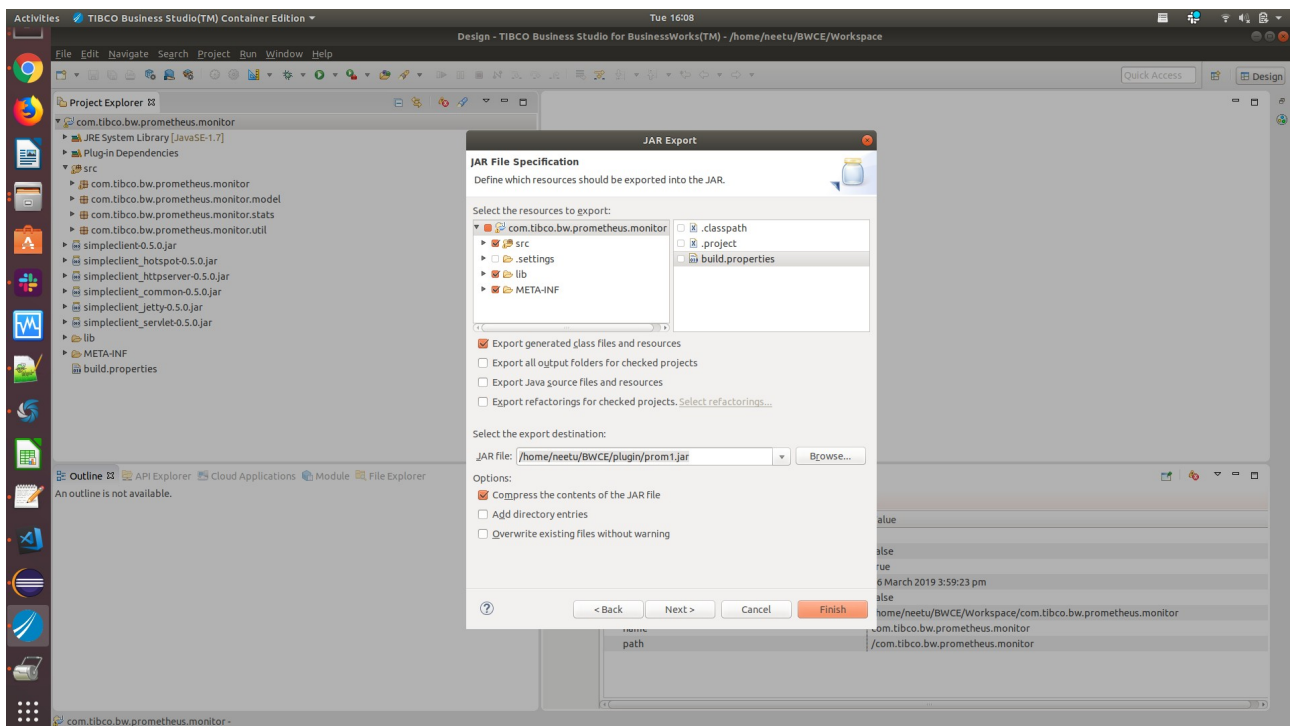 Activities TIBCO Business Studio(TM) Container Edition Tue 16:08
Design - TIBCO Business Studio for BusinessWorks(TM) - /home/neetu/BWCE/Workspace
File Edit Navigate Search Project Run Window Help
Quick Access Design
Project Explorer
com.tibco.bw.prometheus.monitor
JRE System Library [JavaSE-1.7]
Plug-in Dependencies
src
com.tibco.bw.prometheus.monitor
com.tibco.bw.prometheus.monitor.model
com.tibco.bw.prometheus.monitor.stats
com.tibco.bw.prometheus.monitor.util
simpleclient-0.5.0.jar
simpleclient_hotspot-0.5.0.jar
simpleclient_httpserver-0.5.0.jar
simpleclient_common-0.5.0.jar
simpleclient_jetty-0.5.0.jar
simpleclient_servlet-0.5.0.jar
lib
META-INF
build.properties
Outline API Explorer Cloud Applications Module File Explorer
An outline is not available.
JAR Export
JAR File Specification
Define which resources should be exported into the JAR.
Select the resources to export:
com.tibco.bw.prometheus.monitor
src
.settings
lib
META-INF
.classpath
.project
build.properties
Export generated class files and resources
Export all output folders for checked projects
Export Java source files and resources
Export refactorings for checked projects. Select refactorings...
Select the export destination:
JAR file: /home/neetu/BWCE/plugin/prom1.jar Browse...
Options:
Compress the contents of the JAR file
Add directory entries
Overwrite existing files without warning
< Back Next > Cancel Finish
alue
alse
rue
6 March 2019 3:59:23 pm
alse
home/neetu/BWCE/Workspace/com.tibco.bw.prometheus.monitor
name com.tibco.bw.prometheus.monitor
path /com.tibco.bw.prometheus.monitor
com.tibco.bw.prometheus.monitor -